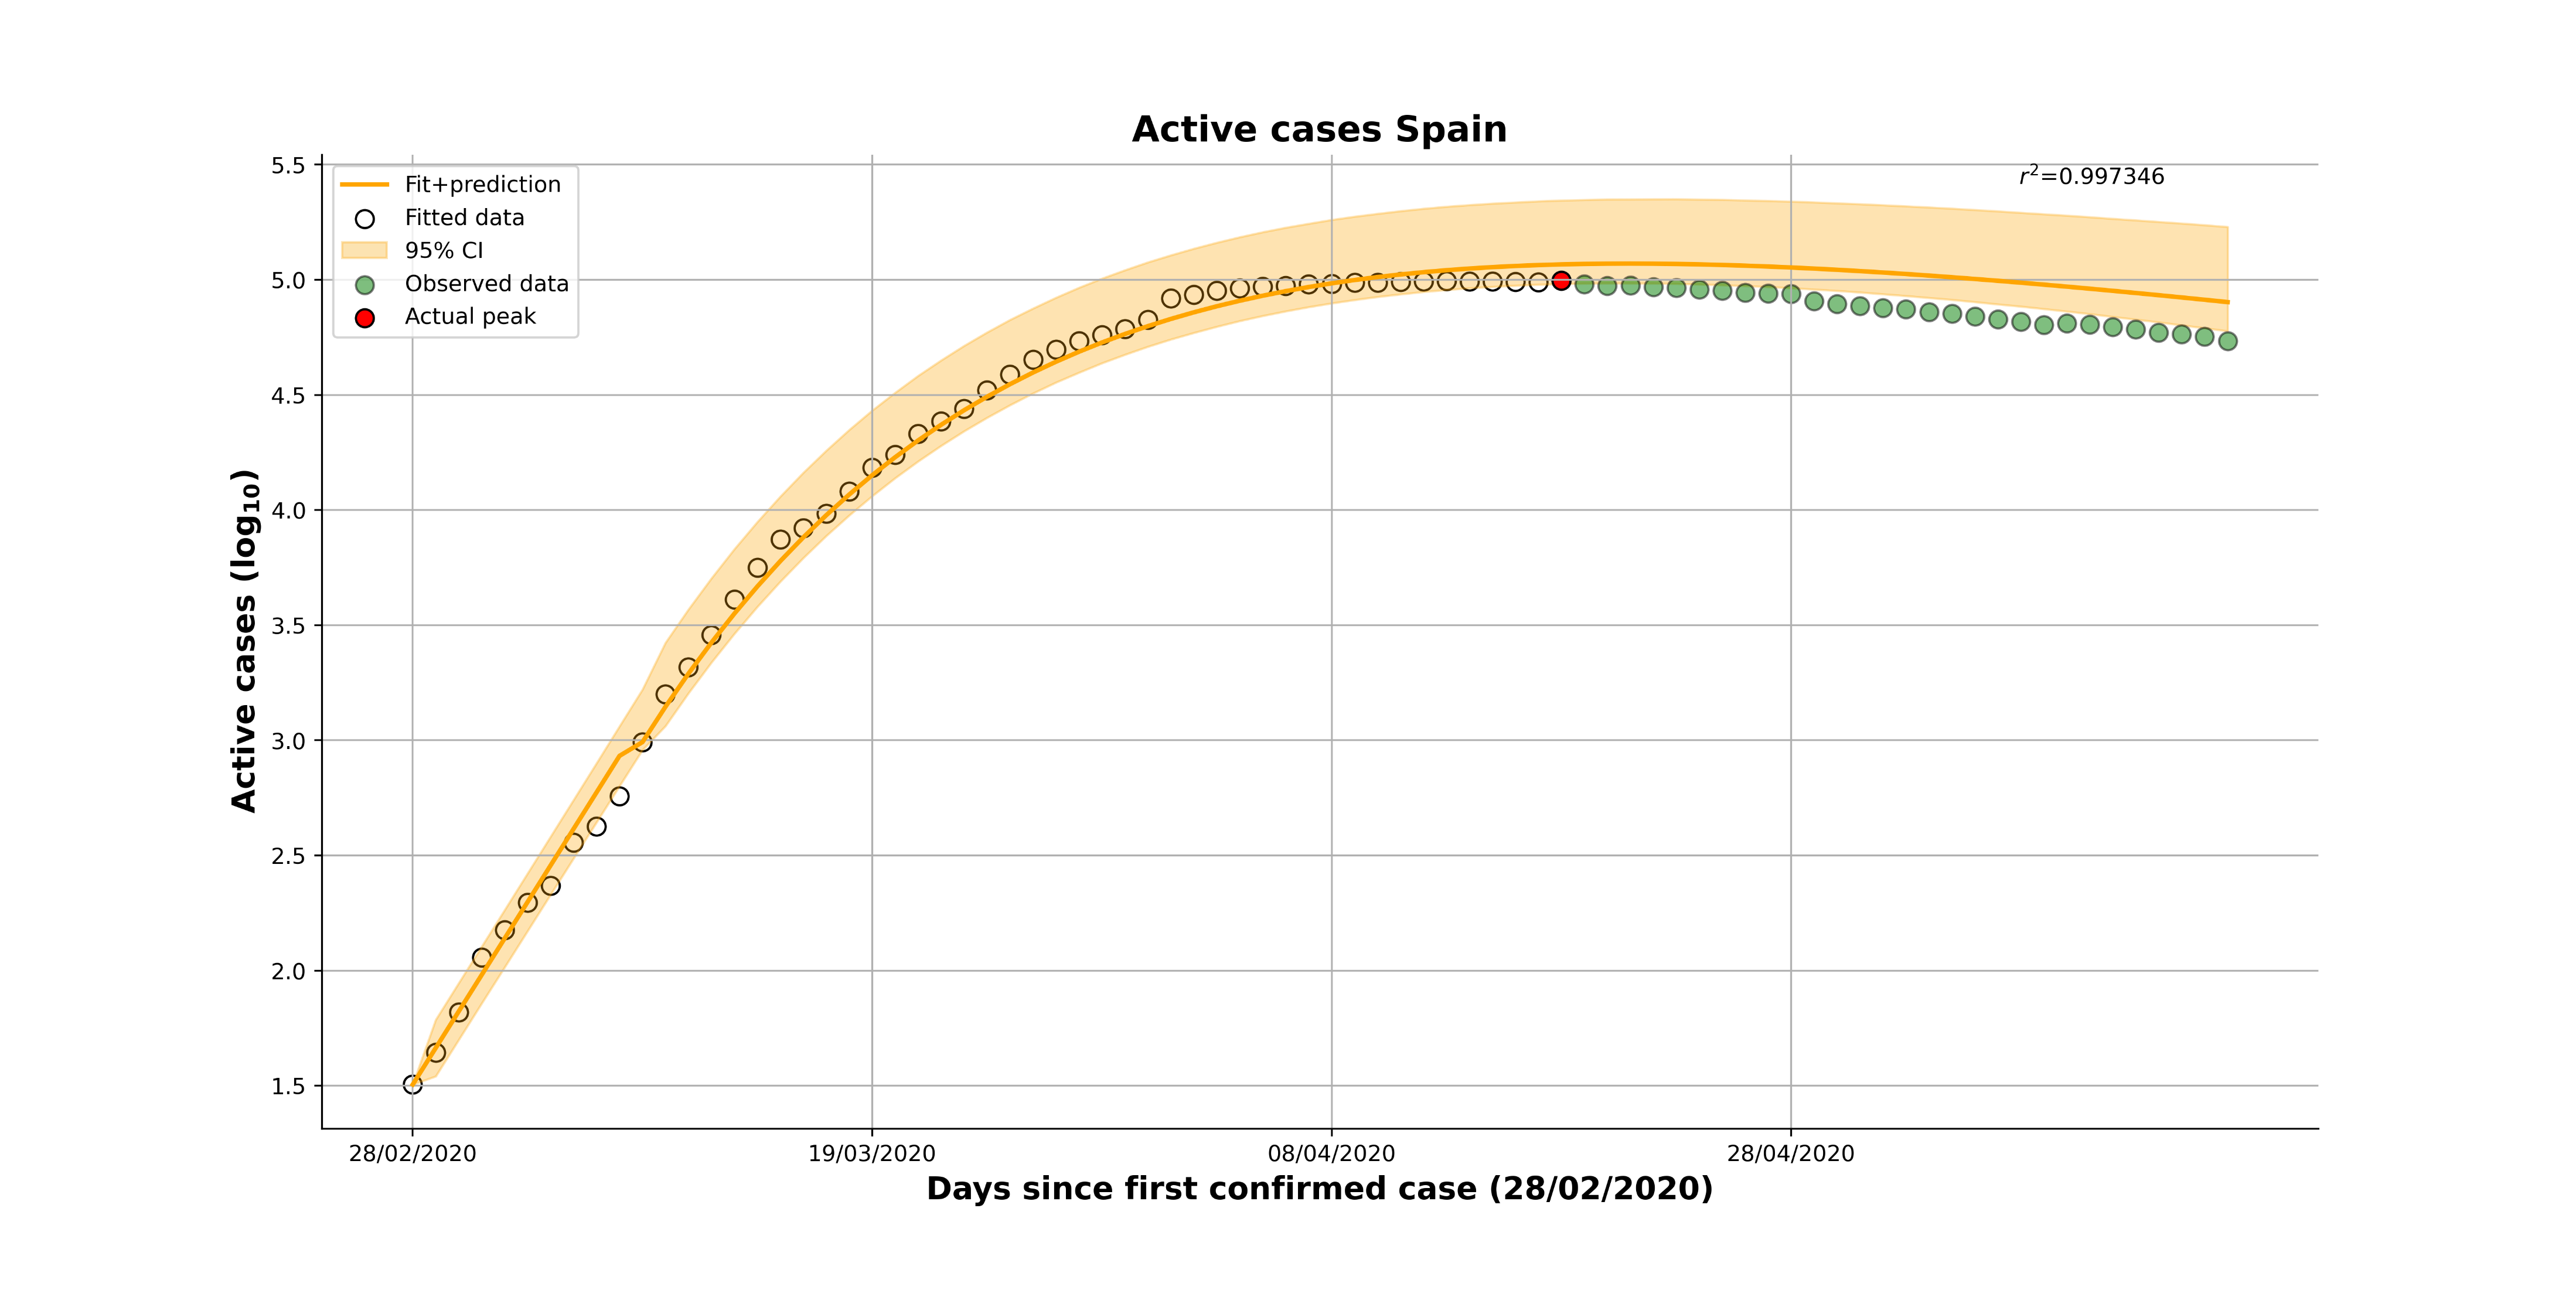 Active cases Spain
5.5
5.0
4.5
4.0
3.5
3.0
2.5
2.0
1.5
Active cases (log₁₀)
Fit+prediction
Fitted data
95% CI
Observed data
Actual peak
r²=0.997346
28/02/2020
19/03/2020
08/04/2020
28/04/2020
Days since first confirmed case (28/02/2020)